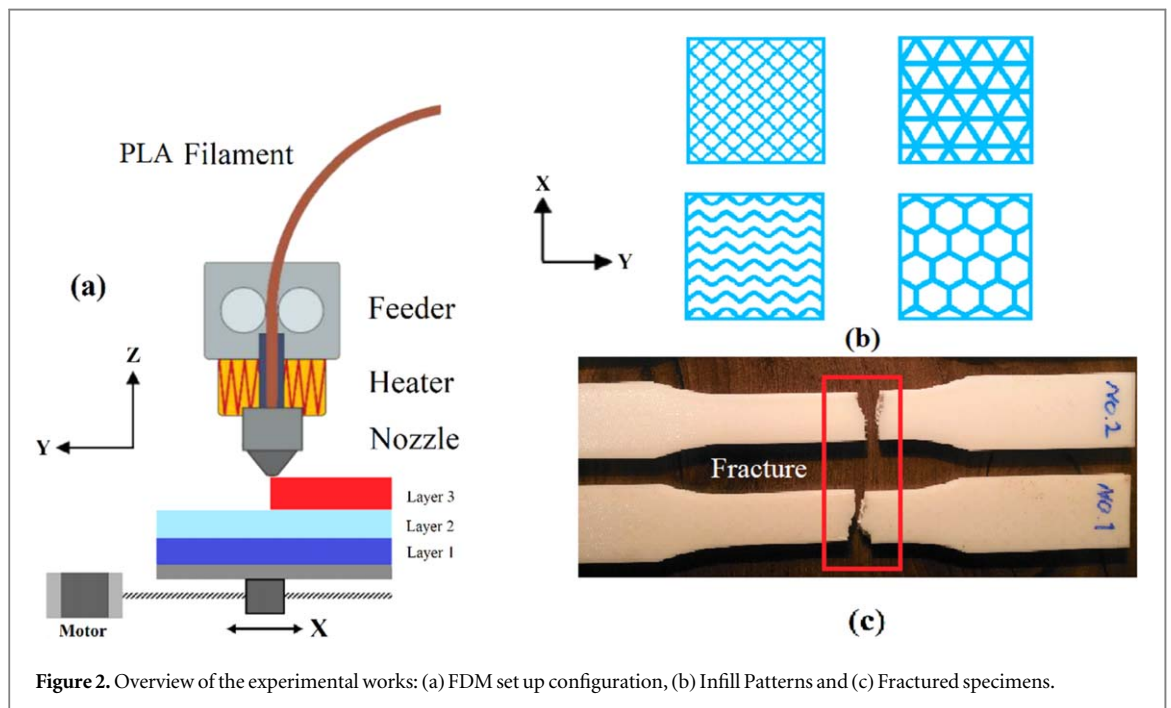 PLA Filament
(a)
Feeder
Z
Heater
Y
Nozzle
Layer 3
Layer 2
Layer 1
Motor
X
X
Y
(b)
No.2
Fracture
No.1
(c)
Figure 2. Overview of the experimental works: (a) FDM set up configuration, (b) Infill Patterns and (c) Fractured specimens.